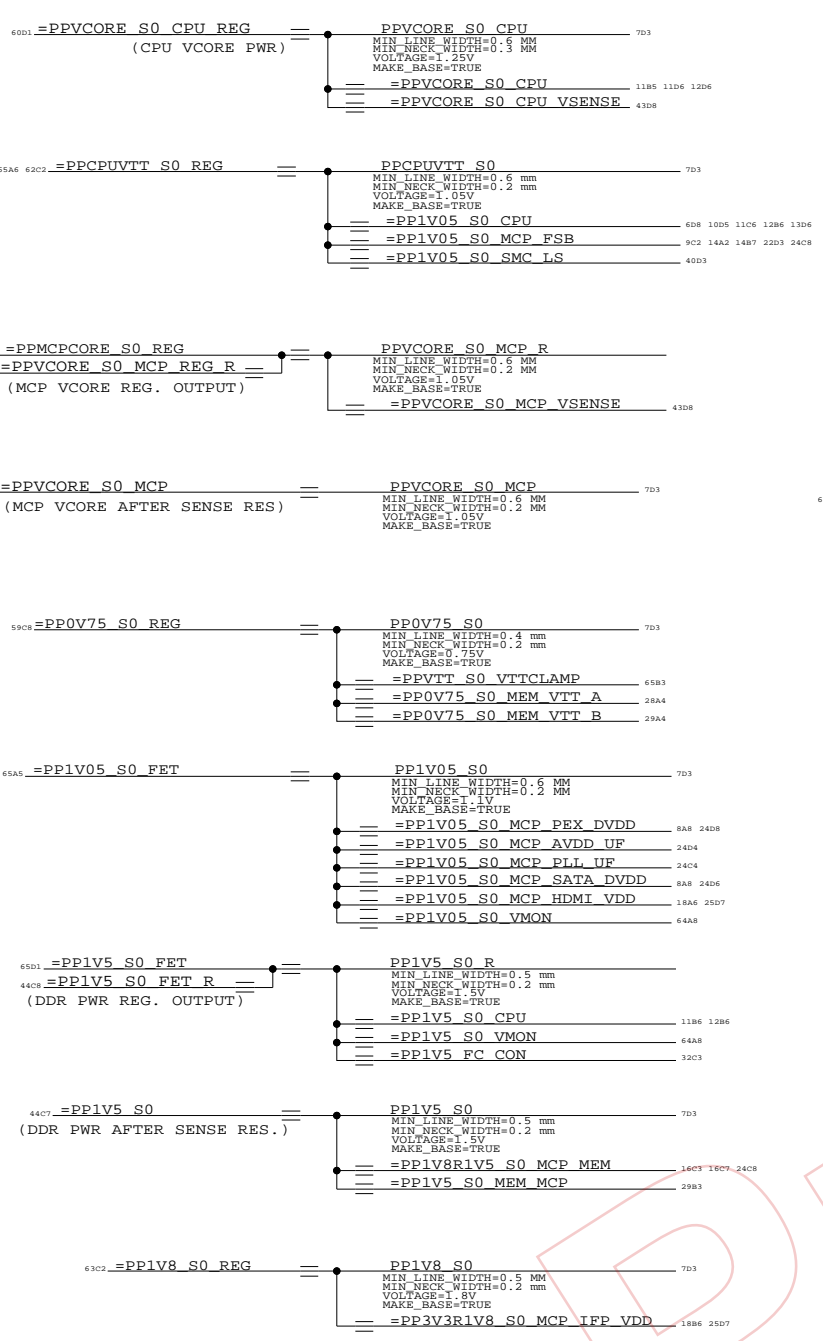 60D1 =PPVCORE_S0_CPU_REG PPVCORE_S0_CPU 7D3
(CPU VCORE PWR) MIN_LINE_WIDTH=0.6 MM
MIN_NECK_WIDTH=0.3 MM
VOLTAGE=1.25V
MAKE_BASE=TRUE
=PPVCORE_S0_CPU 11B5 11D6 12D6
=PPVCORE_S0_CPU_VSENSE 43D8
62C2 =PPCPUVTT_S0_REG PPCPUVTT_S0 7D3
MIN_LINE_WIDTH=0.6 mm
MIN_NECK_WIDTH=0.2 mm
VOLTAGE=1.05V
MAKE_BASE=TRUE
=PP1V05_S0_CPU 6D8 10D5 11C6 12B6 13D6
=PP1V05_S0_MCP_FSB 9C2 14A2 14B7 22D3 24C8
=PP1V05_S0_SMC_LS 40D3
=PPMCPCORE_S0_REG PPVCORE_S0_MCP_R
=PPVCORE_S0_MCP_REG_R MIN_LINE_WIDTH=0.6 MM
MIN_NECK_WIDTH=0.2 MM
(MCP VCORE REG. OUTPUT) VOLTAGE=1.05V
MAKE_BASE=TRUE
=PPVCORE_S0_MCP_VSENSE 43D8
=PPVCORE_S0_MCP PPVCORE_S0_MCP 7D3
(MCP VCORE AFTER SENSE RES) MIN_LINE_WIDTH=0.6 MM
MIN_NECK_WIDTH=0.2 MM
VOLTAGE=1.05V
MAKE_BASE=TRUE
6
59C8 =PP0V75_S0_REG PP0V75_S0 7D3
MIN_LINE_WIDTH=0.4 mm
MIN_NECK_WIDTH=0.2 mm
VOLTAGE=0.75V
MAKE_BASE=TRUE
=PPVTT_S0_VTTCLAMP 65B3
=PP0V75_S0_MEM_VTT_A 28A4
=PP0V75_S0_MEM_VTT_B 29A4
65A5 =PP1V05_S0_FET PP1V05_S0 7D3
MIN_LINE_WIDTH=0.6 MM
MIN_NECK_WIDTH=0.2 MM
VOLTAGE=1.1V
MAKE_BASE=TRUE
=PP1V05_S0_MCP_PEX_DVDD 8A8 24D8
=PP1V05_S0_MCP_AVDD_UF 24D4
=PP1V05_S0_MCP_PLL_UF 24C4
=PP1V05_S0_MCP_SATA_DVDD 8A8 24D6
=PP1V05_S0_MCP_HDMI_VDD 18A6 25D7
=PP1V05_S0_VMON 64A8
65D1 =PP1V5_S0_FET PP1V5_S0_R
44C8 =PP1V5_S0_FET_R MIN_LINE_WIDTH=0.5 mm
MIN_NECK_WIDTH=0.2 mm
(DDR PWR REG. OUTPUT) VOLTAGE=1.5V
MAKE_BASE=TRUE
=PP1V5_S0_CPU 11B6 12B6
=PP1V5_S0_VMON 64A8
=PP1V5_FC_CON 32C3
44C7 =PP1V5_S0 PP1V5_S0 7D3
(DDR PWR AFTER SENSE RES.) MIN_LINE_WIDTH=0.5 mm
MIN_NECK_WIDTH=0.2 mm
VOLTAGE=1.5V
MAKE_BASE=TRUE
=PP1V8R1V5_S0_MCP_MEM 16C3 16C7 24C8
=PP1V5_S0_MEM_MCP 29B3
63C2 =PP1V8_S0_REG PP1V8_S0 7D3
MIN_LINE_WIDTH=0.5 MM
MIN_NECK_WIDTH=0.2 mm
VOLTAGE=1.8V
MAKE_BASE=TRUE
=PP3V3R1V8_S0_MCP_IFP_VDD 18B6 25D7